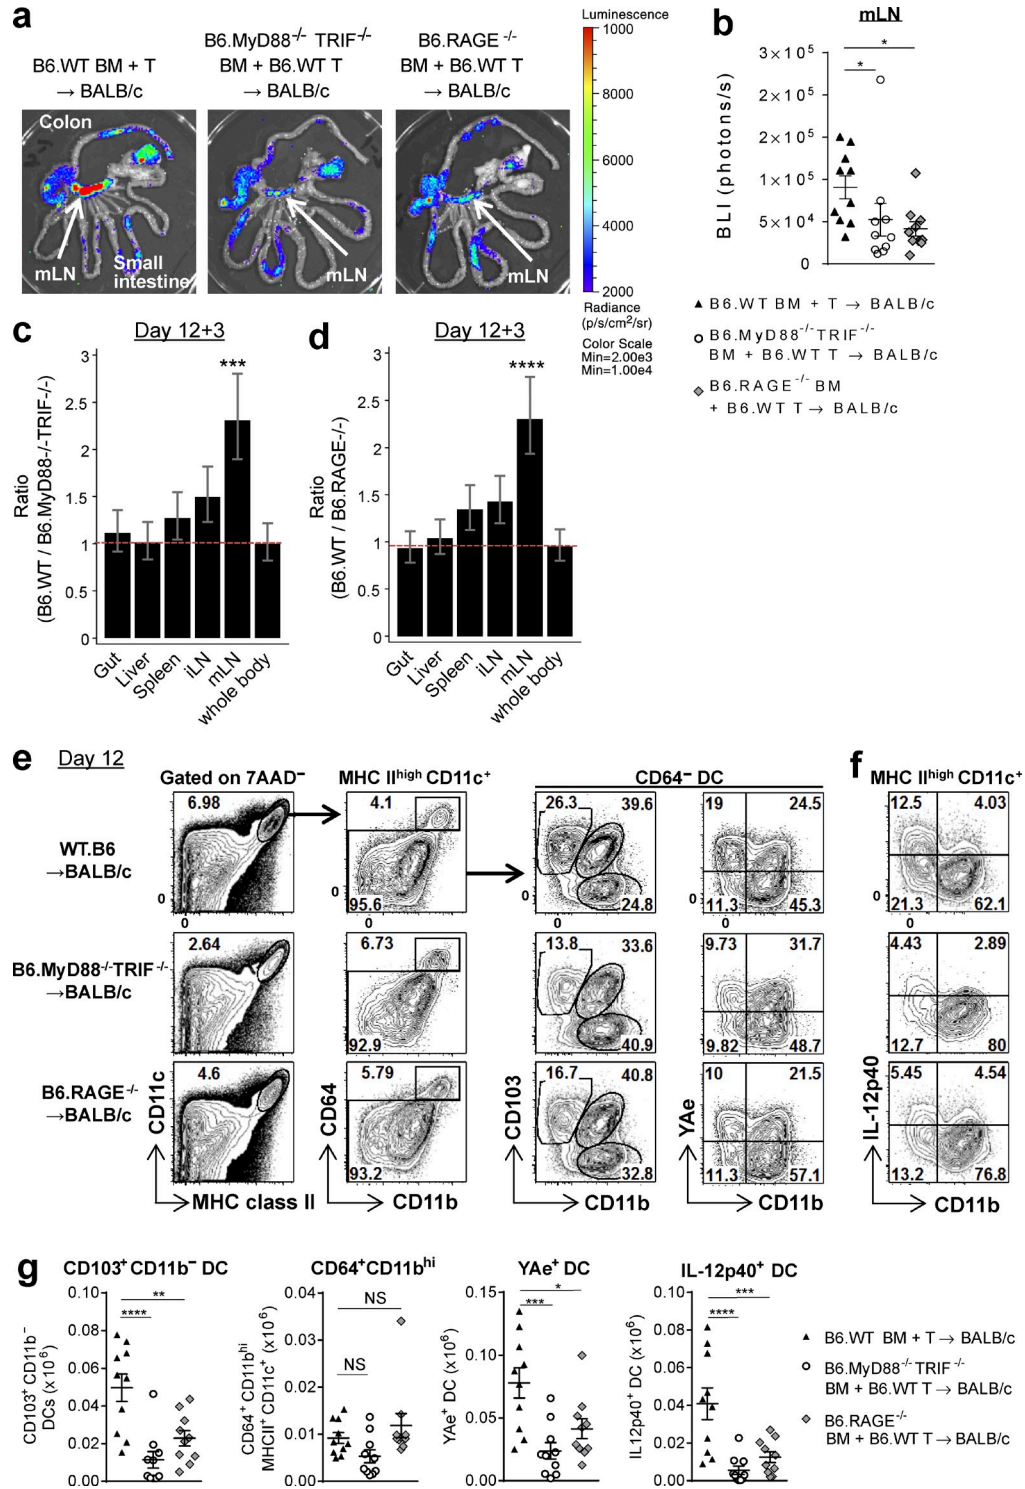 a
B6.WT BM + T
→ BALB/c
B6.MyD88-/- TRIF-/-
BM + B6.WT T
→ BALB/c
B6.RAGE -/-
BM + B6.WT T
→ BALB/c
Colon
mLN
Small
intestine
mLN
mLN
Luminescence
10000
8000
6000
4000
2000
Radiance
(p/s/cm2/sr)
Color Scale
Min=2.00e3
Min=1.00e4
b
mLN
BLI (photons/s)
3×10^5
2×10^5
2×10^5
1×10^5
5×10^4
0
*
*
B6.WT BM + T → BALB/c
B6.MyD88-/-TRIF-/-
BM + B6.WT T → BALB/c
B6.RAGE-/- BM
+ B6.WT T → BALB/c
c
Day 12+3
Ratio
(B6.WT / B6.MyD88-/-TRIF-/-)
3
2.5
2
1.5
1
0.5
0
***
Gut
Liver
Spleen
iLN
mLN
whole body
d
Day 12+3
Ratio
(B6.WT / B6.RAGE-/-)
3
2.5
2
1.5
1
0.5
0
****
Gut
Liver
Spleen
iLN
mLN
whole body
e
Day 12
Gated on 7AAD−
MHC IIhigh CD11c+
CD64− DC
WT.B6
→BALB/c
6.98
0
0
4.1
95.6
0
0
26.3
39.6
24.8
0
19
24.5
11.3
45.3
B6.MyD88-/-TRIF-/-
→BALB/c
2.64
6.73
92.9
13.8
33.6
40.9
9.73
31.7
9.82
48.7
B6.RAGE-/-
→BALB/c
4.6
5.79
93.2
16.7
40.8
32.8
10
21.5
11.3
57.1
CD11c
MHC class II
CD64
CD11b
CD103
CD11b
YAe
CD11b
f
MHC IIhigh CD11c+
12.5
4.03
21.3
62.1
0
0
4.43
2.89
12.7
80
5.45
4.54
13.2
76.8
IL-12p40
CD11b
g
CD103+ CD11b− DC
CD103+ CD11b−
DCs (x10^6)
0.10
0.08
0.06
0.04
0.02
0.00
**
****
CD64+CD11bhi
CD64+ CD11bhi
MHCII+ CD11c+ (x10^6)
0.04
0.03
0.02
0.01
0.00
NS
NS
YAe+ DC
YAe+ DC (x10^6)
0.15
0.10
0.05
0.00
*
***
IL-12p40+ DC
IL12p40+ DC (x10^6)
0.10
0.08
0.06
0.04
0.02
0.00
***
****
B6.WT BM + T → BALB/c
B6.MyD88-/-TRIF-/-
BM + B6.WT T → BALB/c
B6.RAGE-/-
BM + B6.WT T → BALB/c